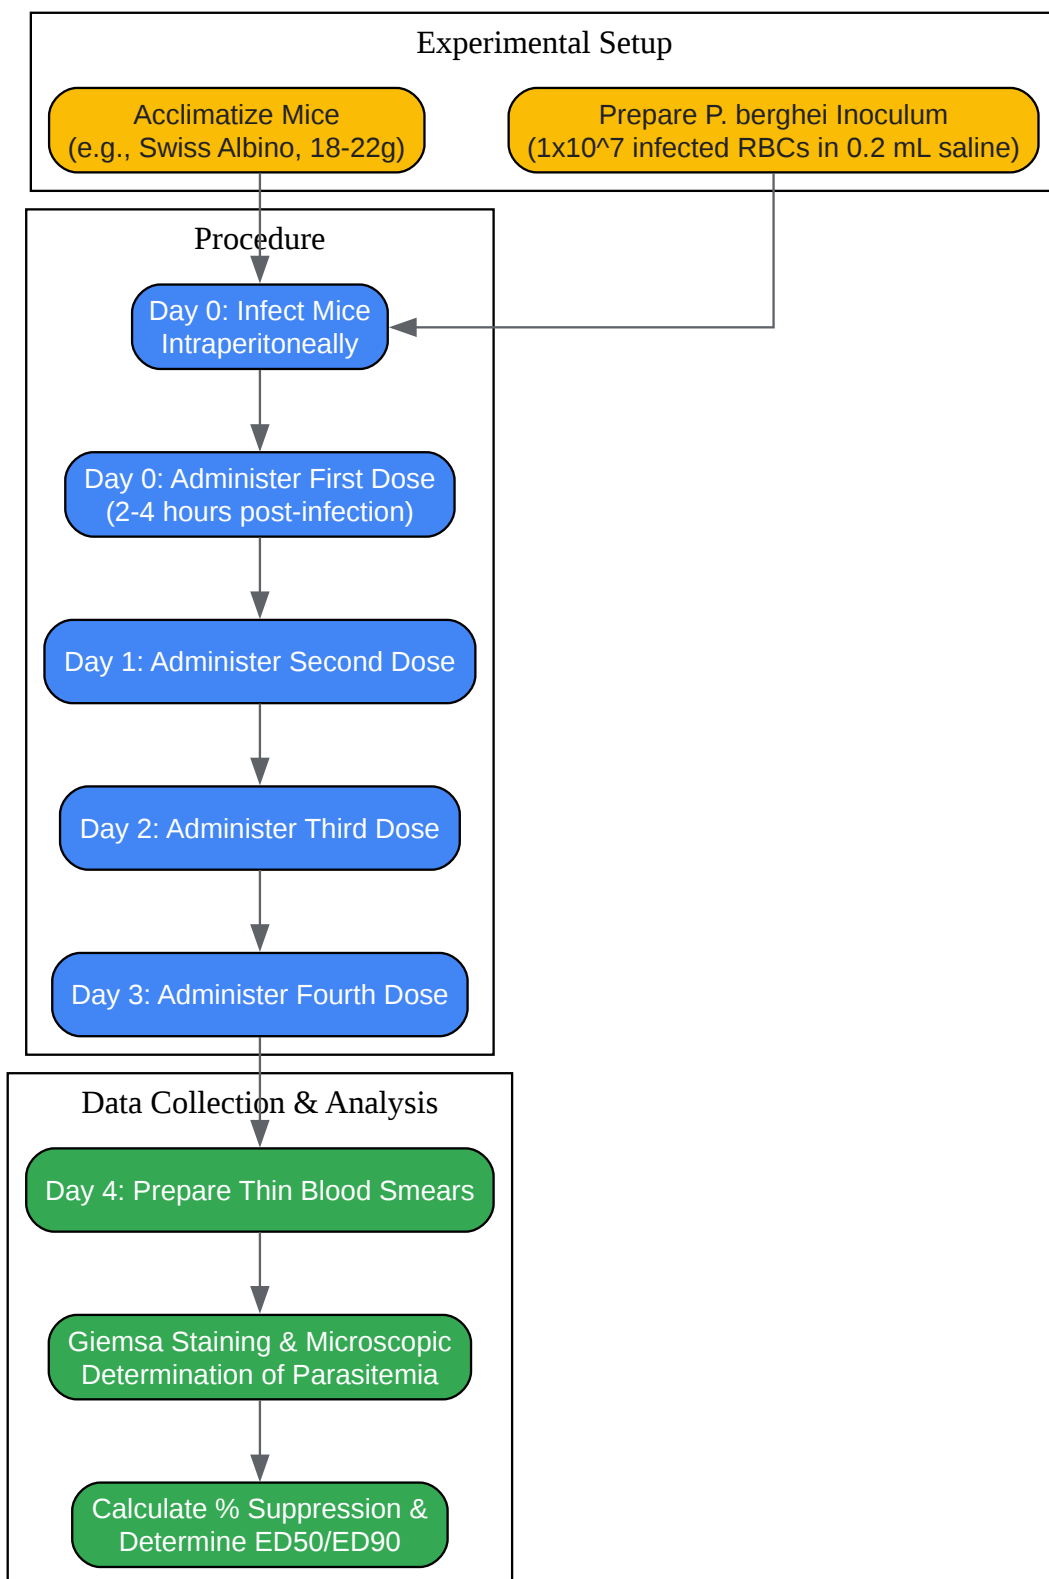 Experimental Setup
Acclimatize Mice
(e.g., Swiss Albino, 18-22g)
Prepare P. berghei Inoculum
(1x10^7 infected RBCs in 0.2 mL saline)
Procedure
Day 0: Infect Mice
Intraperitoneally
Day 0: Administer First Dose
(2-4 hours post-infection)
Day 1: Administer Second Dose
Day 2: Administer Third Dose
Day 3: Administer Fourth Dose
Data Collection & Analysis
Day 4: Prepare Thin Blood Smears
Giemsa Staining & Microscopic
Determination of Parasitemia
Calculate % Suppression &
Determine ED50/ED90